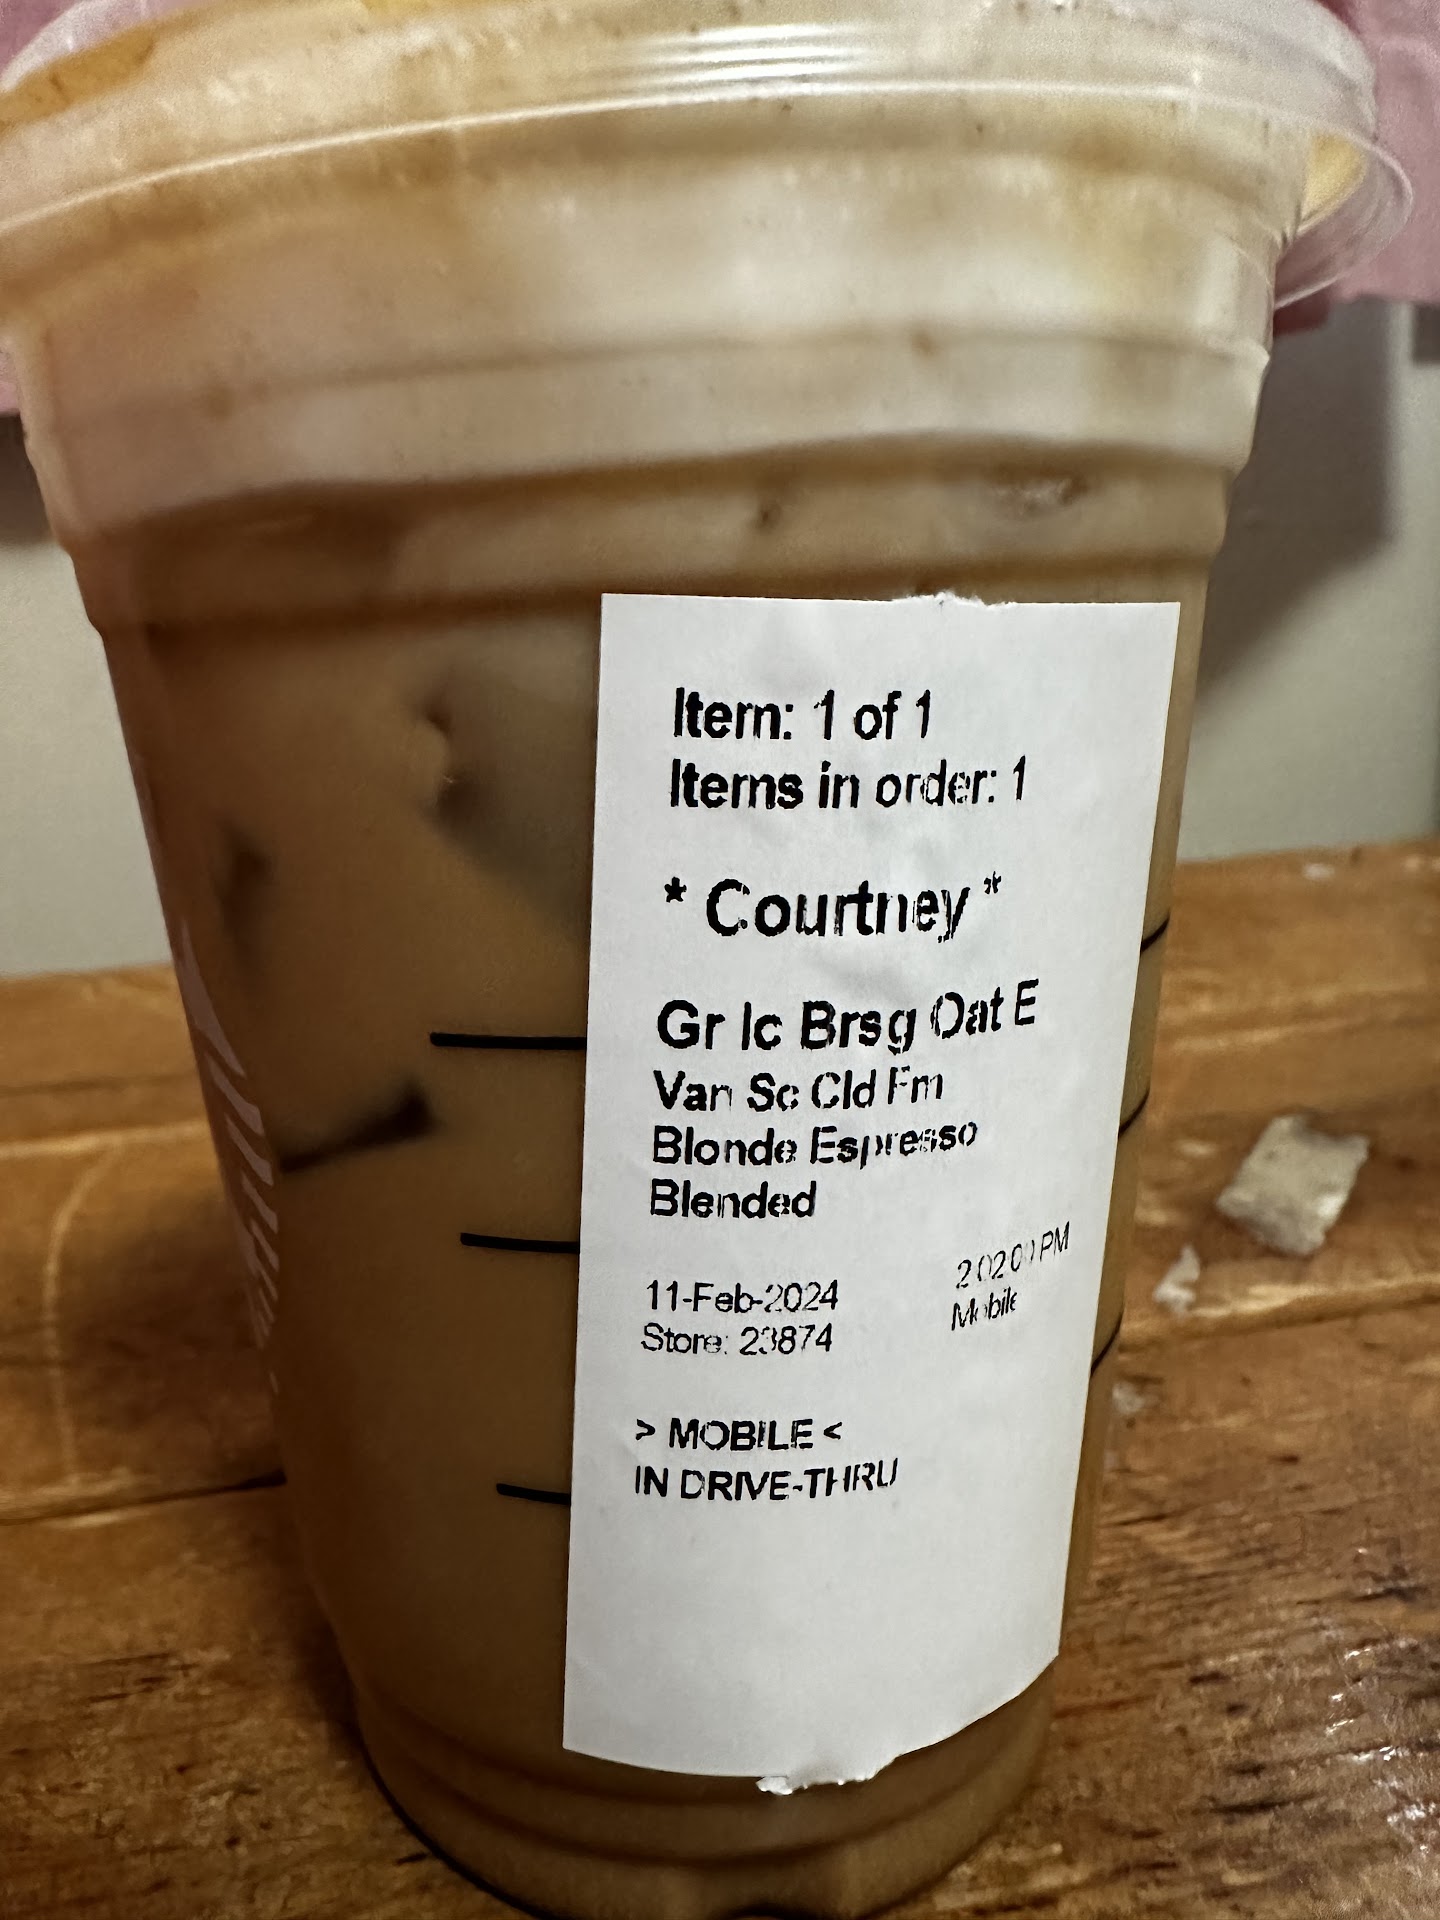 Item: 1 of 1
Items in order: 1
* Courtney *
Gr Ic Brsg Oat E
Van Sc Cld Fm
Blonde Espresso
Blended
11-Feb-2024
Store: 23874
PM
Mobile
> MOBILE <
IN DRIVE-THRU